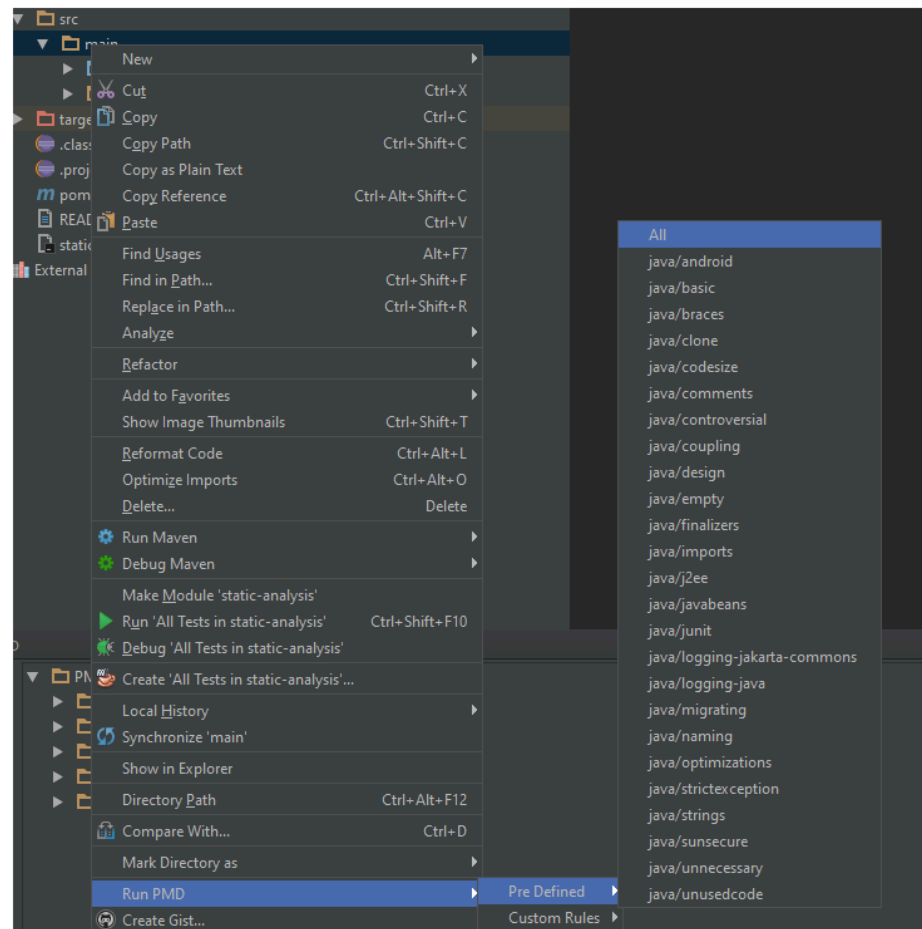 src
main
New
Cut Ctrl+X
targe
Copy Ctrl+C
.clas
Copy Path Ctrl+Shift+C
.proj
Copy as Plain Text
pom
Copy Reference Ctrl+Alt+Shift+C
READ
Paste Ctrl+V
static
Find Usages Alt+F7
External
Find in Path... Ctrl+Shift+F
Replace in Path... Ctrl+Shift+R
Analyze
Refactor
Add to Favorites
Show Image Thumbnails Ctrl+Shift+T
Reformat Code Ctrl+Alt+L
Optimize Imports Ctrl+Alt+O
Delete... Delete
Run Maven
Debug Maven
Make Module 'static-analysis'
Run 'All Tests in static-analysis' Ctrl+Shift+F10
Debug 'All Tests in static-analysis'
PM
Create 'All Tests in static-analysis'...
Local History
Synchronize 'main'
Show in Explorer
Directory Path Ctrl+Alt+F12
Compare With... Ctrl+D
Mark Directory as
Run PMD
Create Gist...
Pre Defined
Custom Rules
All
java/android
java/basic
java/braces
java/clone
java/codesize
java/comments
java/controversial
java/coupling
java/design
java/empty
java/finalizers
java/imports
java/j2ee
java/javabeans
java/junit
java/logging-jakarta-commons
java/logging-java
java/migrating
java/naming
java/optimizations
java/strictexception
java/strings
java/sunsecure
java/unnecessary
java/unusedcode